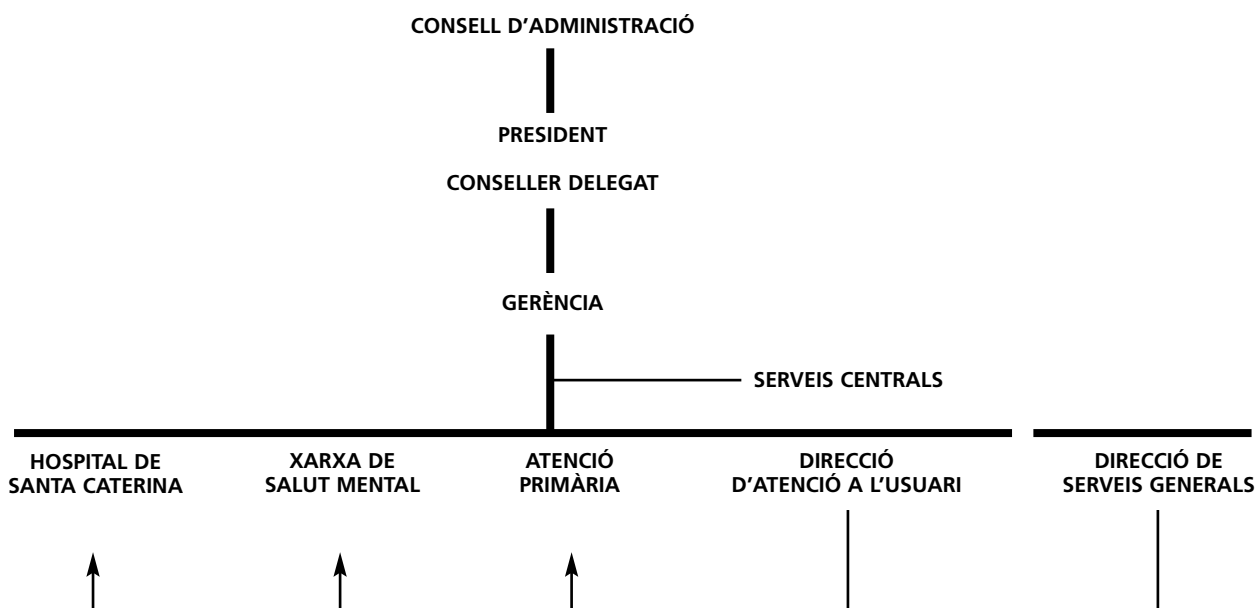 CONSELL D'ADMINISTRACIÓ
PRESIDENT
CONSELLER DELEGAT
GERÈNCIA
SERVEIS CENTRALS
HOSPITAL DE
SANTA CATERINA
XARXA DE
SALUT MENTAL
ATENCIÓ
PRIMÀRIA
DIRECCIÓ
D'ATENCIÓ A L'USUARI
DIRECCIÓ DE
SERVEIS GENERALS